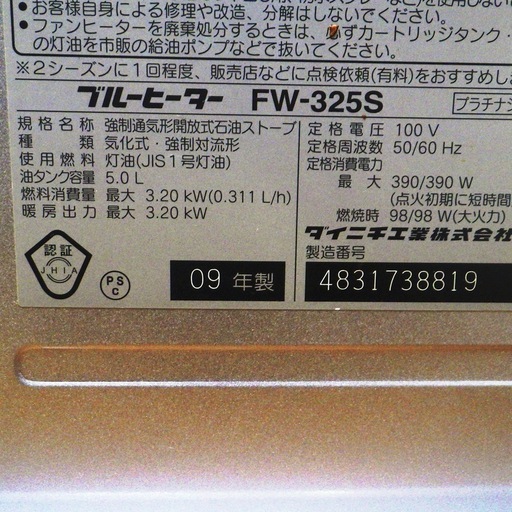 ●お客様自身による修理や改造、分解はしないでください。
●ファンヒーターを廃棄処分するときは、必ずカートリッジタンク・
の灯油を市販の給油ポンプなどで抜いてください。
※2シーズンに1回程度、販売店などに点検依頼(有料)をおすすめしま
ブルーヒーター FW-325S プラチナシ
規格名称 強制通気形開放式石油ストーブ
種類 気化式・強制対流形
使用燃料 灯油(JIS1号灯油)
油タンク容量 5.0 L
燃料消費量 最大 3.20 kW(0.311 L/h)
暖房出力 最大 3.20 kW
定格電圧 100 V
定格周波数 50/60 Hz
定格消費電力
最大 390/390 W
(点火初期に短時間
燃焼時 98/98 W(大火力)
ダイニチ工業株式会社
認証
JHIA
PS
C
09 年製
製造番号
4831738819